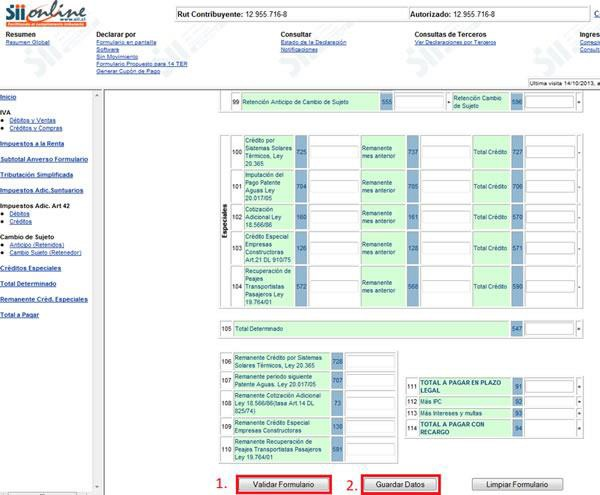 Sii online
www.sii.cl
Facilitando el cumplimiento tributario
Rut Contribuyente: 12.955.716-8
Autorizado: 12.955.716-8
Resumen
Resumen Global
Declarar por
Formulario en pantalla
Software
Sin Movimiento
Formulario Propuesto para 14 TER
Generar Cupón de Pago
Consultar
Estado de la Declaración
Notificaciones
Consultas de Terceros
Ver Declaraciones por Terceros
Última visita 14/10/2013, a
Inicio
IVA
Débitos y Ventas
Créditos y Compras
Impuestos a la Renta
Subtotal Anverso Formulario
Tributación Simplificada
Impuestos Adic.Suntuarios
Impuestos Adic. Art 42
Débitos
Créditos
Cambio de Sujeto
Anticipo (Retenidos)
Cambio Sujeto (Retenedor)
Créditos Especiales
Total Determinado
Remanente Créd. Especiales
Total a Pagar
99 Retención Anticipo de Cambio de Sujeto 555 + Retención Cambio de Sujeto 596 =
Especiales
100 Crédito por Sistemas Solares Térmicos, Ley 20.365 725 Remanente mes anterior 737 Total Crédito 727 -
101 Imputación del Pago Patente Aguas Ley 20.017/05 704 Remanente mes anterior 705 Total Crédito 706 -
102 Cotización Adicional Ley 18.566/86 160 Remanente mes anterior 161 Total Crédito 570 -
103 Crédito Especial Empresas Constructoras Art.21 DL 910/75 126 Remanente mes anterior 128 Total Crédito 571 -
104 Recuperación de Peajes Transportistas Pasajeros Ley 19.764/01 572 Remanente mes anterior 568 Total Crédito 590 -
105 Total Determinado 547 =
106 Remanente Crédito por Sistemas Solares Térmicos, Ley 20.365 728
107 Remanente periodo siguiente Patente Aguas. Ley 20.017/05 707
108 Remanente Cotización Adicional Ley 18.566/86(tasa Art.14 DL 825/74) 73
109 Remanente Crédito Especial Empresas Constructoras 130
110 Remanente Recuperación de Peajes Transportistas Pasajeros Ley 19.764/01 591
111 TOTAL A PAGAR EN PLAZO LEGAL 91 =
112 Más IPC 92 +
113 Más Intereses y multas 93 +
114 TOTAL A PAGAR CON RECARGO 94 =
1. Validar Formulario
2. Guardar Datos
Limpiar Formulario